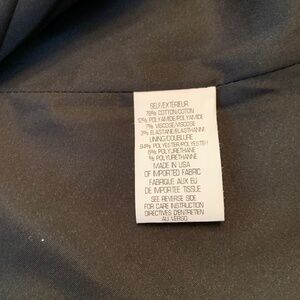 SELF/EXTÉRIEUR
78% COTTON/COTON
12% POLYAMIDE/POLYAMIDE
7% VISCOSE/VISCOSE
3% ELASTANE/ELASTHANNE
LINING/DOUBLURE
94% POLYESTER/POLYESTER
6% POLYURETHANE
POLYURETHANNE
MADE IN USA
OF IMPORTED FABRIC
FABRIQUE AUX EU
DE IMPORTEE TISSUE
SEE REVERSE SIDE
FOR CARE INSTRUCTION
DIRECTIVES D'ENTRETIEN
AU VERSO